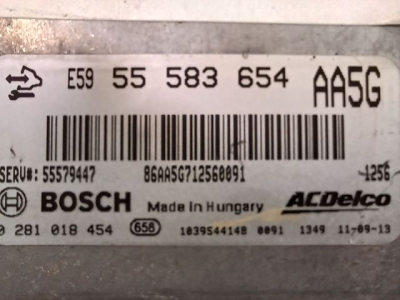 E59 55 583 654 AA5G
SERV#: 55579447 86AA5G712560091 1256
BOSCH Made in Hungary ACDelco
0 281 018 454 658 1039S44148 0091 1349 11-09-13